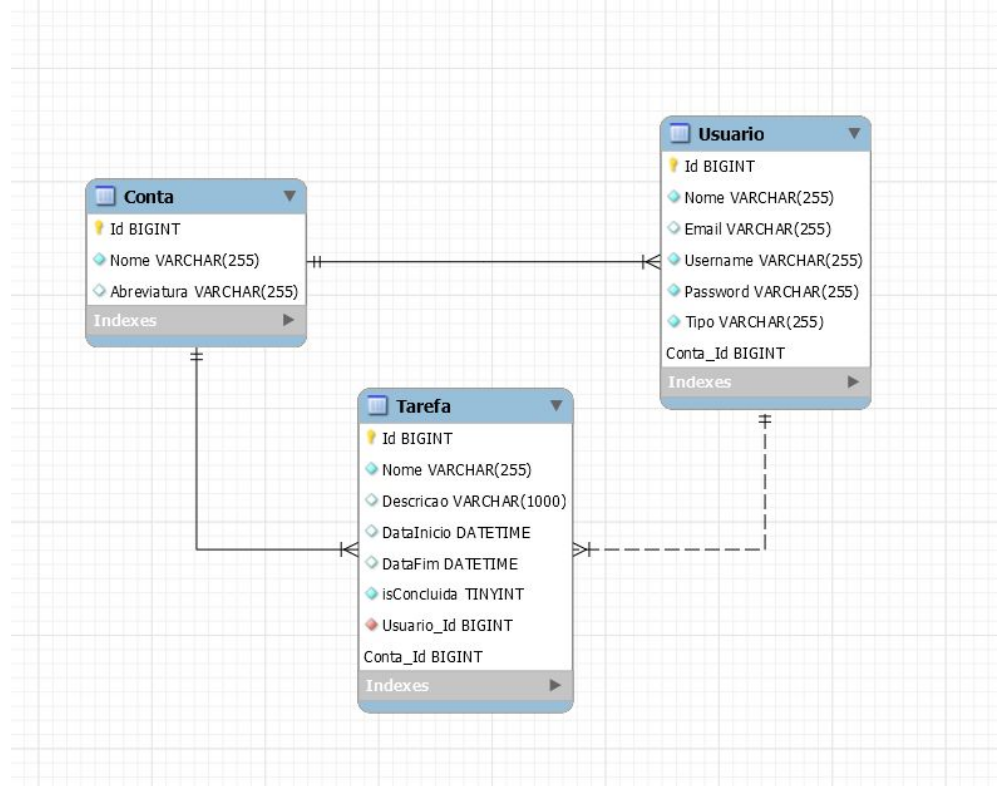 Conta
Id BIGINT
Nome VARCHAR(255)
Abreviatura VARCHAR(255)
Indexes
Usuario
Id BIGINT
Nome VARCHAR(255)
Email VARCHAR(255)
Username VARCHAR(255)
Password VARCHAR(255)
Tipo VARCHAR(255)
Conta_Id BIGINT
Indexes
Tarefa
Id BIGINT
Nome VARCHAR(255)
Descricao VARCHAR(1000)
DataInicio DATETIME
DataFim DATETIME
isConcluida TINYINT
Usuario_Id BIGINT
Conta_Id BIGINT
Indexes